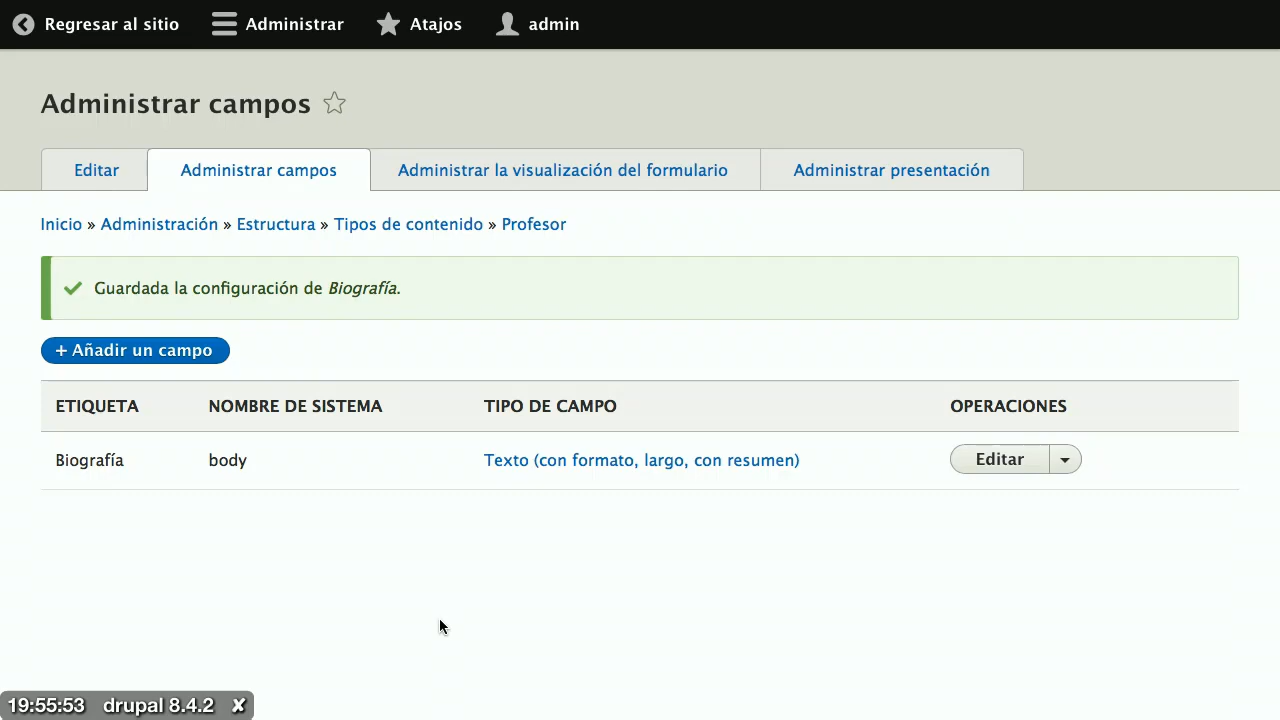 Regresar al sitio Administrar Atajos admin
Administrar campos
Editar Administrar campos Administrar la visualización del formulario Administrar presentación
Inicio » Administración » Estructura » Tipos de contenido » Profesor
Guardada la configuración de Biografía.
+ Añadir un campo
ETIQUETA NOMBRE DE SISTEMA TIPO DE CAMPO OPERACIONES
Biografía body Texto (con formato, largo, con resumen) Editar
19:55:53 drupal 8.4.2 ✘